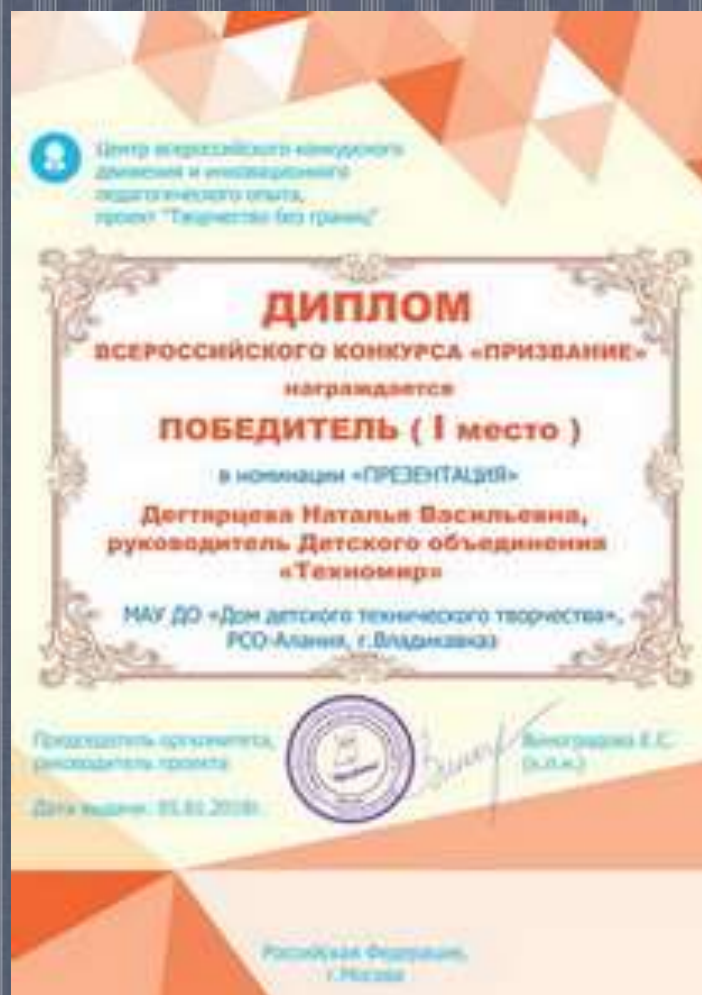 Центр всероссийского конкурсного
движения и инновационного
педагогического опыта,
проект "Творчество без границ"
ДИПЛОМ
ВСЕРОССИЙСКОГО КОНКУРСА «ПРИЗВАНИЕ»
награждается
ПОБЕДИТЕЛЬ ( I место )
в номинации «ПРЕЗЕНТАЦИЯ»
Дегтярцева Наталья Васильевна,
руководитель Детского объединения
«Техномир»
МАУ ДО «Дом детского технического творчества»,
РСО-Алания, г.Владикавказ
Председатель оргкомитета,
руководитель проекта
Виноградова Е.С.
(к.п.н.)
Дата выдачи:
Российская Федерация,
г.Москва